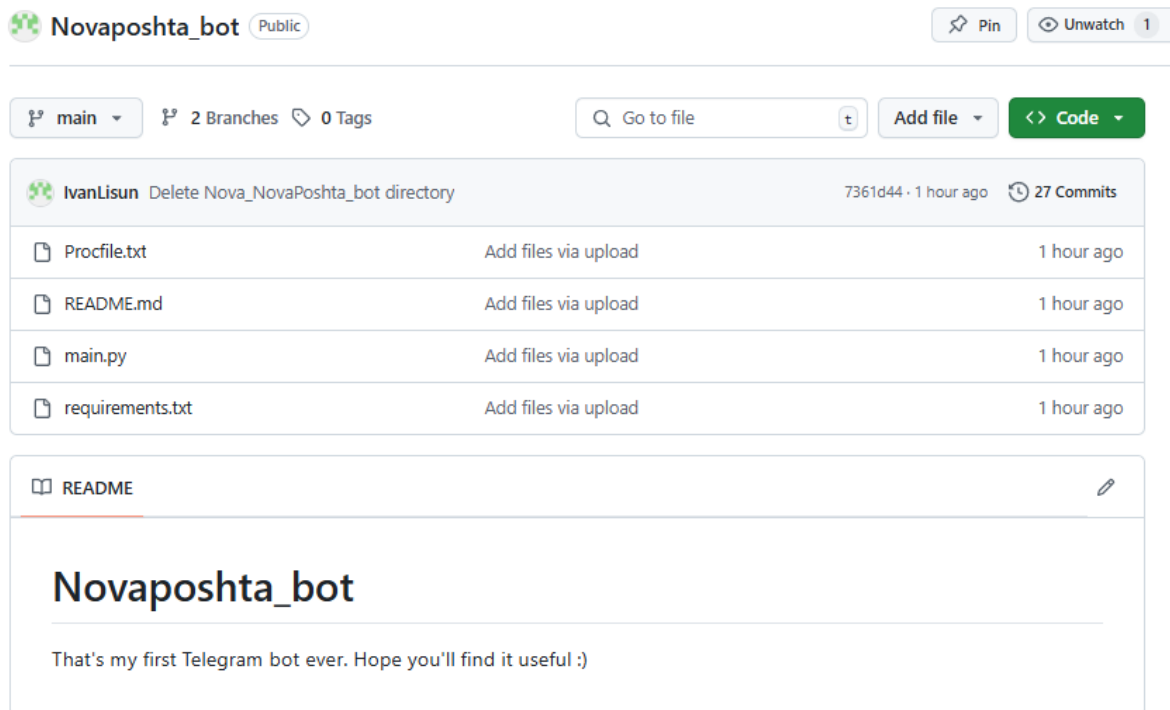 Novaposhta_bot Public Pin Unwatch 1
main 2 Branches 0 Tags Go to file t Add file Code
IvanLisun Delete Nova_NovaPoshta_bot directory 7361d44 · 1 hour ago 27 Commits
Procfile.txt Add files via upload 1 hour ago
README.md Add files via upload 1 hour ago
main.py Add files via upload 1 hour ago
requirements.txt Add files via upload 1 hour ago
README
Novaposhta_bot
That's my first Telegram bot ever. Hope you'll find it useful :)